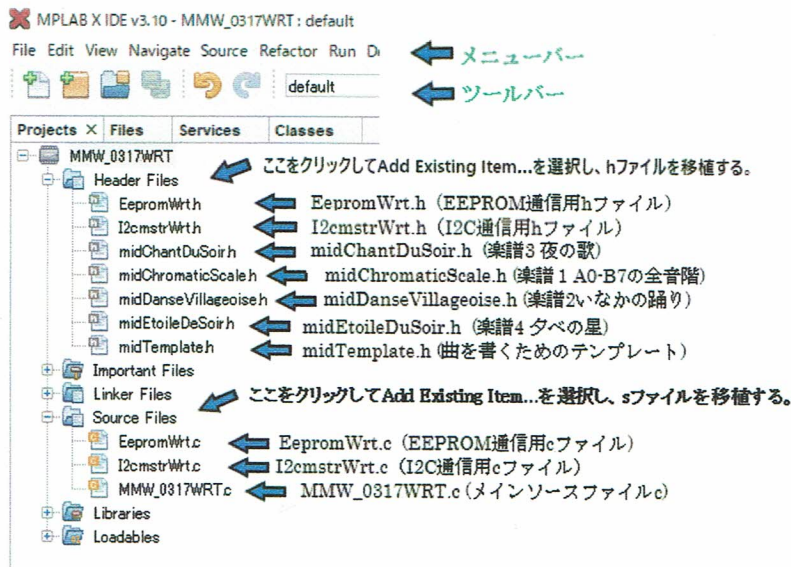 MPLAB X IDE v3.10 - MMW_0317WRT : default
File Edit View Navigate Source Refactor Run De メニューバー
default ツールバー
Projects × Files Services Classes
MMW_0317WRT
ここをクリックしてAdd Existing Item...を選択し、hファイルを移植する。
Header Files
EepromWrt.h EepromWrt.h（EEPROM通信用hファイル）
I2cmstrWrt.h I2cmstrWrt.h（I2C通信用hファイル）
midChantDuSoir.h midChantDuSoir.h (楽譜3 夜の歌)
midChromaticScale.h midChromaticScale.h (楽譜1 A0-B7の全音階)
midDanseVillageoise.h midDanseVillageoise.h (楽譜2いなかの踊り)
midEtoileDeSoir.h midEtoileDuSoir.h (楽譜4 夕べの星)
midTemplate.h midTemplate.h (曲を書くためのテンプレート)
Important Files
Linker Files ここをクリックしてAdd Existing Item...を選択し、sファイルを移植する。
Source Files
EepromWrt.c EepromWrt.c（EEPROM通信用cファイル）
I2cmstrWrt.c I2cmstrWrt.c（I2C通信用cファイル）
MMW_0317WRT.c MMW_0317WRT.c (メインソースファイルc)
Libraries
Loadables